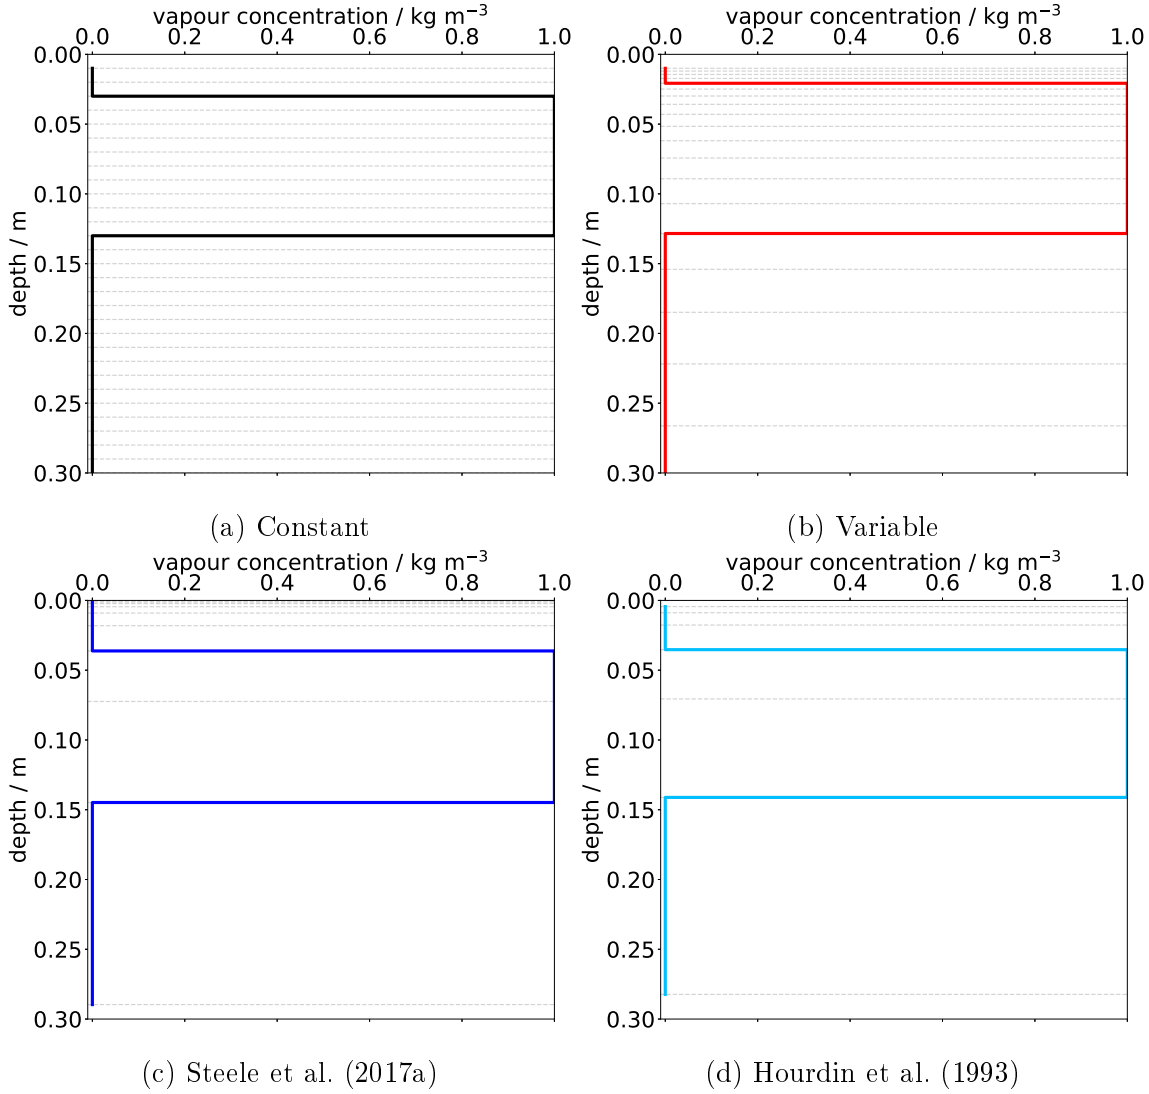 vapour concentration / kg m⁻³
0.0 0.2 0.4 0.6 0.8 1.0
0.00
0.05
0.10
0.15
0.20
0.25
0.30
depth / m
(a) Constant
vapour concentration / kg m⁻³
0.0 0.2 0.4 0.6 0.8 1.0
0.00
0.05
0.10
0.15
0.20
0.25
0.30
depth / m
(b) Variable
vapour concentration / kg m⁻³
0.0 0.2 0.4 0.6 0.8 1.0
0.00
0.05
0.10
0.15
0.20
0.25
0.30
depth / m
(c) Steele et al. (2017a)
vapour concentration / kg m⁻³
0.0 0.2 0.4 0.6 0.8 1.0
0.00
0.05
0.10
0.15
0.20
0.25
0.30
depth / m
(d) Hourdin et al. (1993)